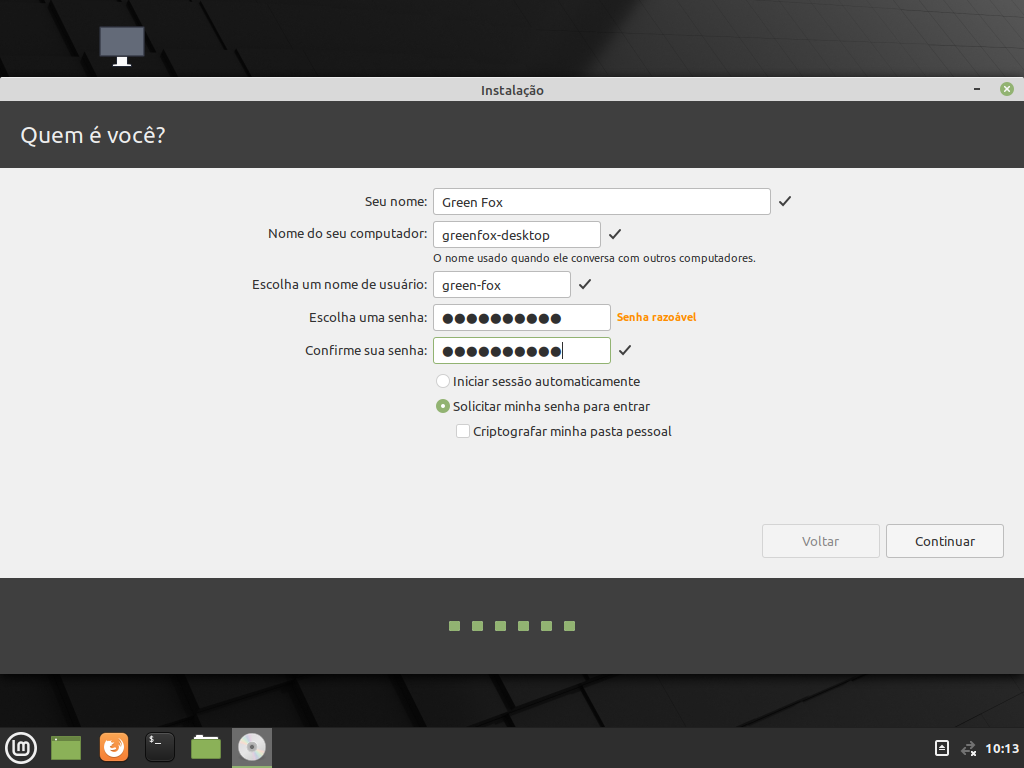 Instalação
Quem é você?
Seu nome: Green Fox
Nome do seu computador: greenfox-desktop
O nome usado quando ele conversa com outros computadores.
Escolha um nome de usuário: green-fox
Escolha uma senha: ●●●●●●●●●● Senha razoável
Confirme sua senha: ●●●●●●●●●●
Iniciar sessão automaticamente
Solicitar minha senha para entrar
Criptografar minha pasta pessoal
Voltar Continuar
$_ 10:13